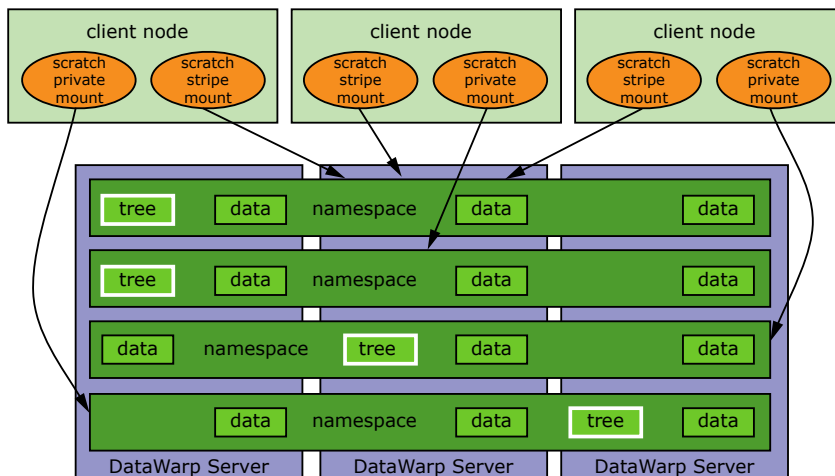 client node
client node
client node
scratch
private
mount
scratch
stripe
mount
scratch
stripe
mount
scratch
private
mount
scratch
stripe
mount
scratch
private
mount
tree data namespace data data
tree data namespace data data
data namespace tree data data
data namespace data tree data
DataWarp Server
DataWarp Server
DataWarp Server